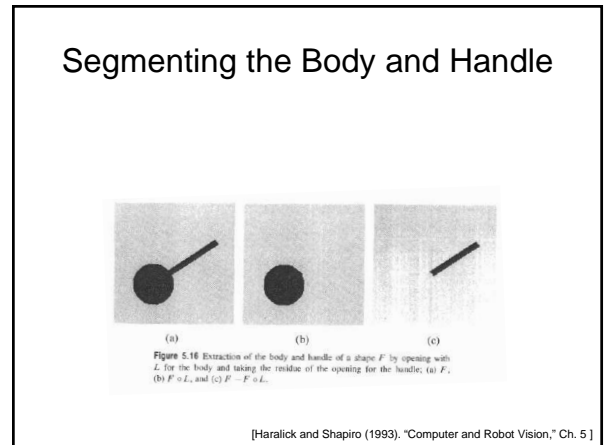 Segmenting the Body and Handle
(a) (b) (c)
Figure 5.16 Extraction of the body and handle of a shape F by opening with
L for the body and taking the residue of the opening for the handle; (a) F,
(b) F ∘ L, and (c) F − F ∘ L.
[Haralick and Shapiro (1993). "Computer and Robot Vision," Ch. 5 ]